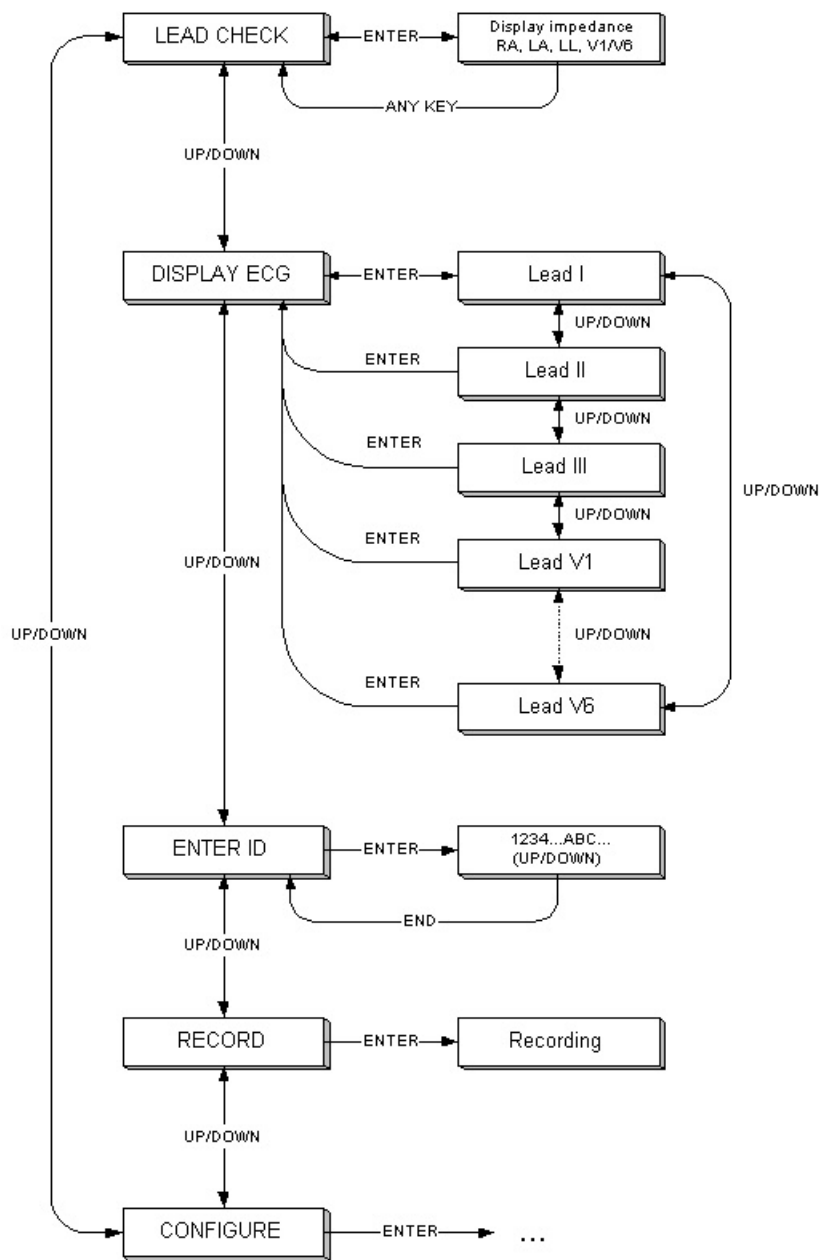 LEAD CHECK
ENTER
Display impedance
RA, LA, LL, V1/V6
ANY KEY
UP/DOWN
DISPLAY ECG
ENTER
Lead I
UP/DOWN
ENTER
Lead II
UP/DOWN
ENTER
Lead III
UP/DOWN
UP/DOWN
ENTER
Lead V1
UP/DOWN
UP/DOWN
UP/DOWN
ENTER
Lead V6
ENTER ID
ENTER
1234...ABC...
(UP/DOWN)
END
UP/DOWN
RECORD
ENTER
Recording
UP/DOWN
CONFIGURE
ENTER
...